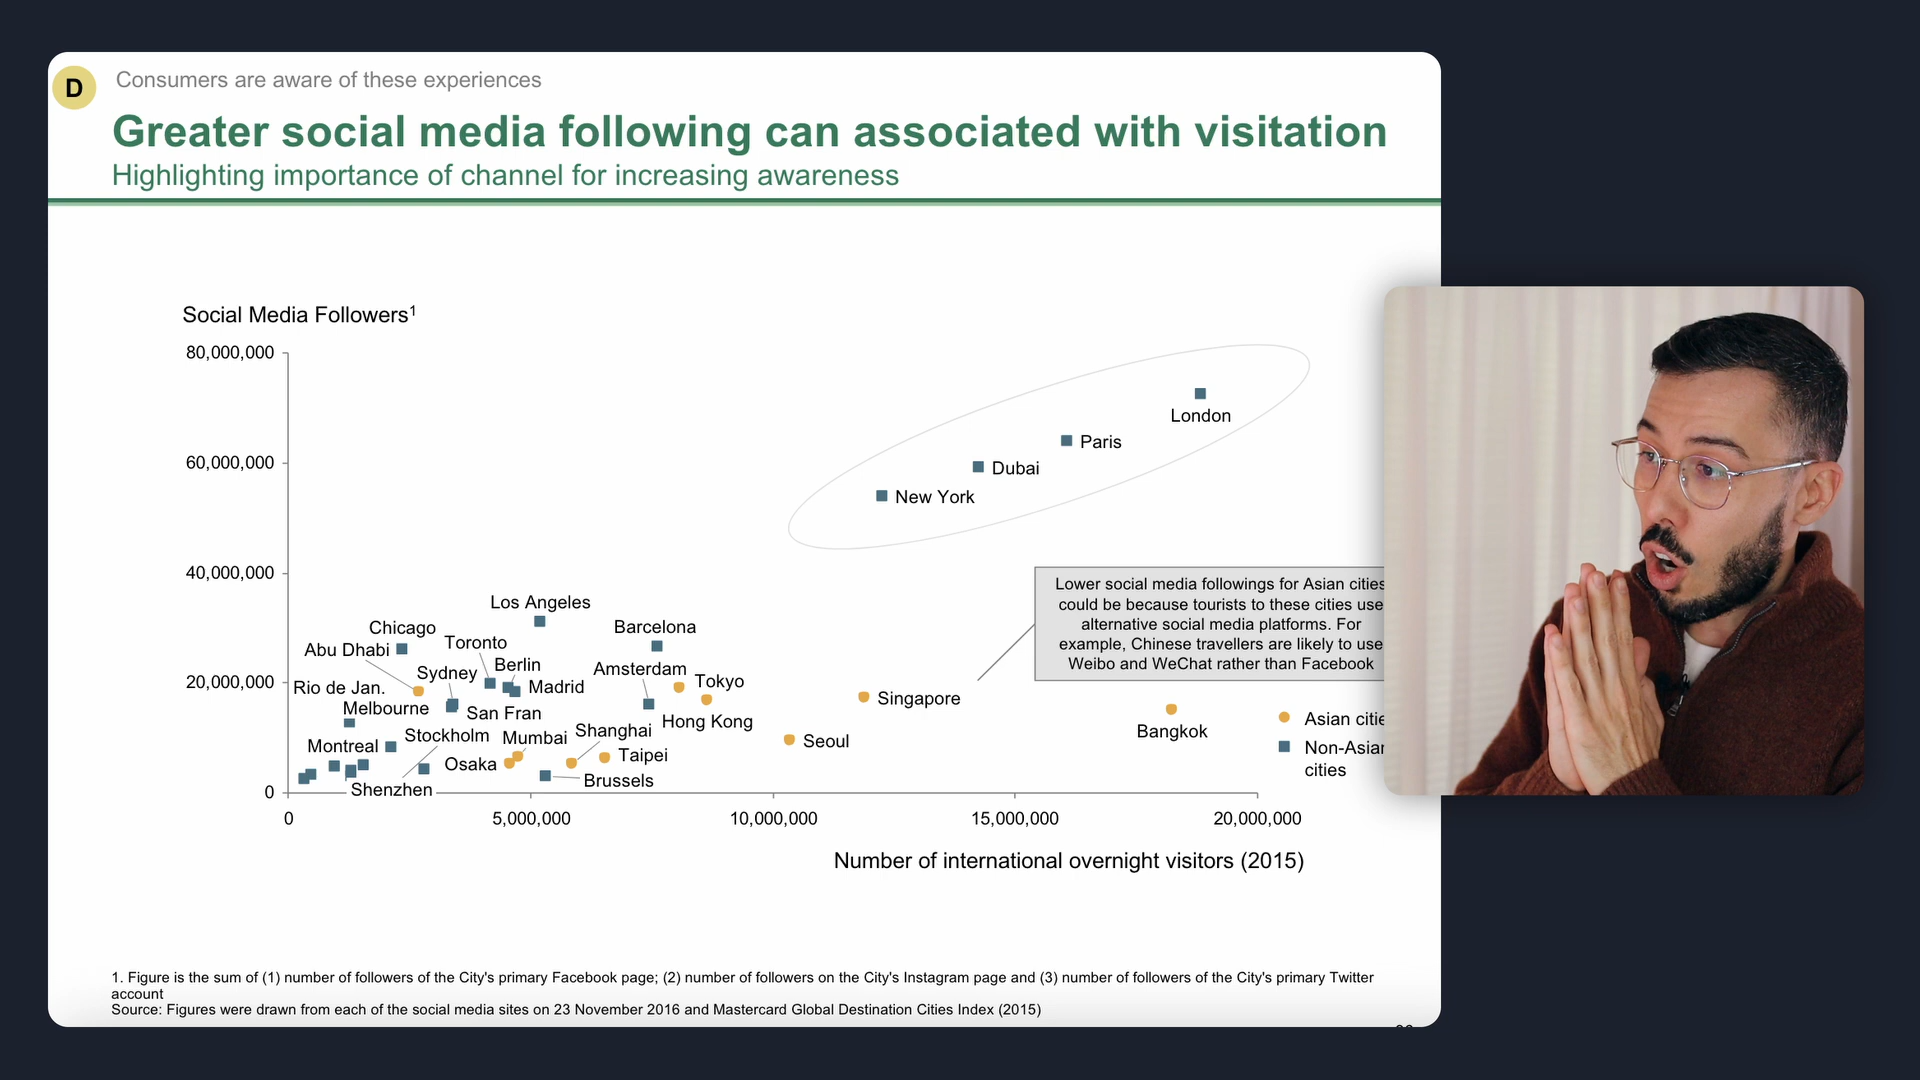 D
Consumers are aware of these experiences
Greater social media following can associated with visitation
Highlighting importance of channel for increasing awareness
Social Media Followers¹
80,000,000
60,000,000
40,000,000
20,000,000
0
London
Paris
Dubai
New York
Los Angeles
Chicago
Barcelona
Abu Dhabi
Toronto
Sydney
Berlin
Amsterdam
Tokyo
Rio de Jan.
Madrid
Melbourne
San Fran
Hong Kong
Singapore
Stockholm
Mumbai
Shanghai
Bangkok
Montreal
Seoul
Osaka
Taipei
Brussels
Shenzhen
Lower social media followings for Asian cities
could be because tourists to these cities use
alternative social media platforms. For
example, Chinese travellers are likely to use
Weibo and WeChat rather than Facebook
Asian citie
Non-Asian
cities
0
5,000,000
10,000,000
15,000,000
20,000,000
Number of international overnight visitors (2015)
1. Figure is the sum of (1) number of followers of the City's primary Facebook page; (2) number of followers on the City's Instagram page and (3) number of followers of the City's primary Twitter
account
Source: Figures were drawn from each of the social media sites on 23 November 2016 and Mastercard Global Destination Cities Index (2015)